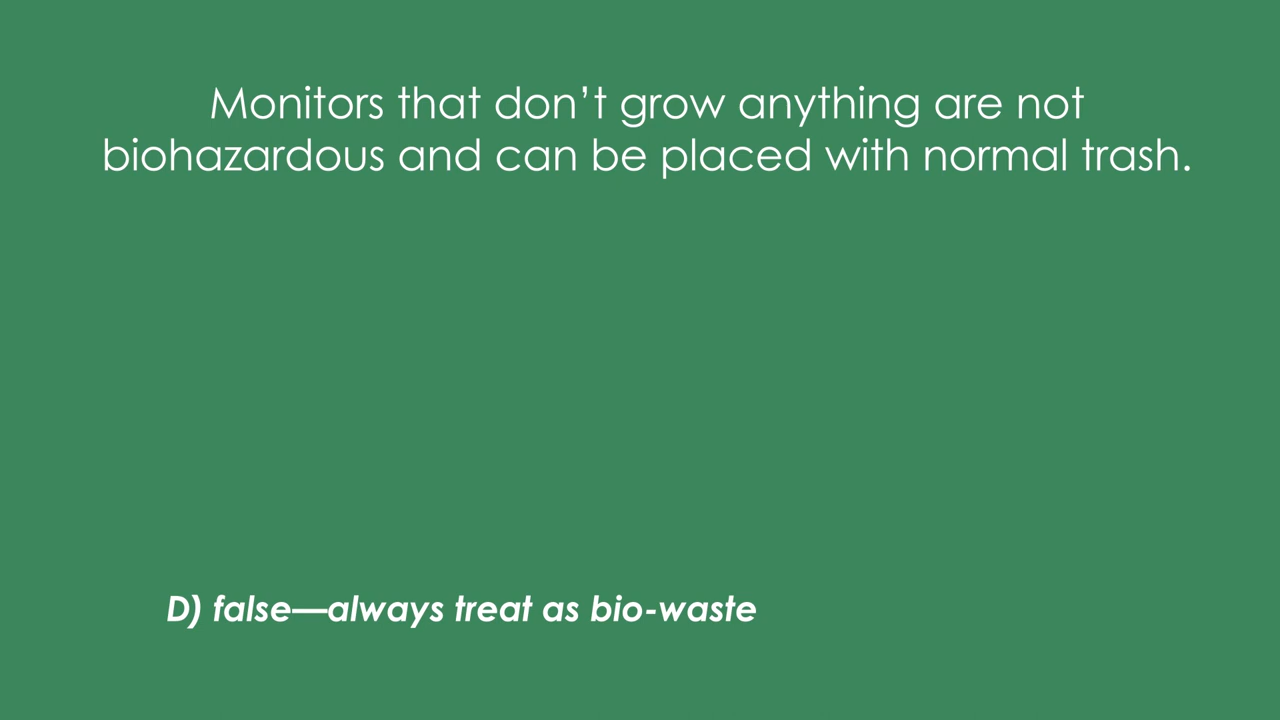 Monitors that don’t grow anything are not
biohazardous and can be placed with normal trash.
D) false—always treat as bio-waste